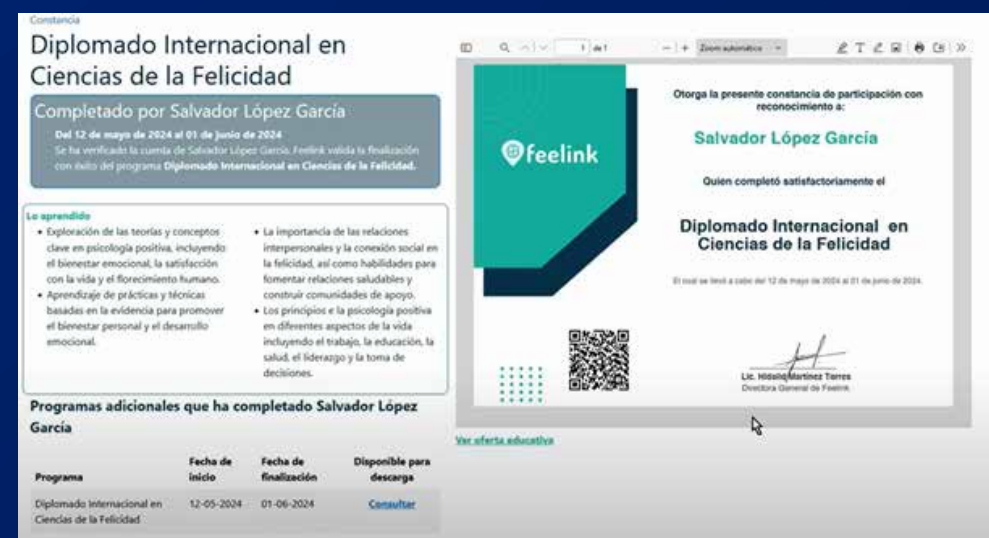 Constancia
Diplomado Internacional en
Ciencias de la Felicidad
Completado por Salvador López García
Del 12 de mayo de 2024 al 01 de junio de 2024
Se ha verificado la cuenta de Salvador López García. Feelink valida la finalización
con éxito del programa Diplomado Internacional en Ciencias de la Felicidad.
Lo aprendido
• Exploración de las teorías y conceptos
clave en psicología positiva, incluyendo
el bienestar emocional, la satisfacción
con la vida y el florecimiento humano.
• Aprendizaje de prácticas y técnicas
basadas en la evidencia para promover
el bienestar personal y el desarrollo
emocional.
• La importancia de las relaciones
interpersonales y la conexión social en
la felicidad, así como habilidades para
fomentar relaciones saludables y
construir comunidades de apoyo.
• Los principios e la psicología positiva
en diferentes aspectos de la vida
incluyendo el trabajo, la educación, la
salud, el liderazgo y la toma de
decisiones.
Programas adicionales que ha completado Salvador López
García
Programa Fecha de inicio Fecha de finalización Disponible para descarga
Diplomado Internacional en 12-05-2024 01-06-2024 Consultar
Ciencias de la Felicidad
1 de 1 Zoom automático
feelink
Otorga la presente constancia de participación con
reconocimiento a:
Salvador López García
Quien completó satisfactoriamente el
Diplomado Internacional en
Ciencias de la Felicidad
El cual se llevó a cabo del 12 de mayo de 2024 al 01 de junio de 2024.
Martínez Torres
Directora General de Feelink
Ver oferta educativa